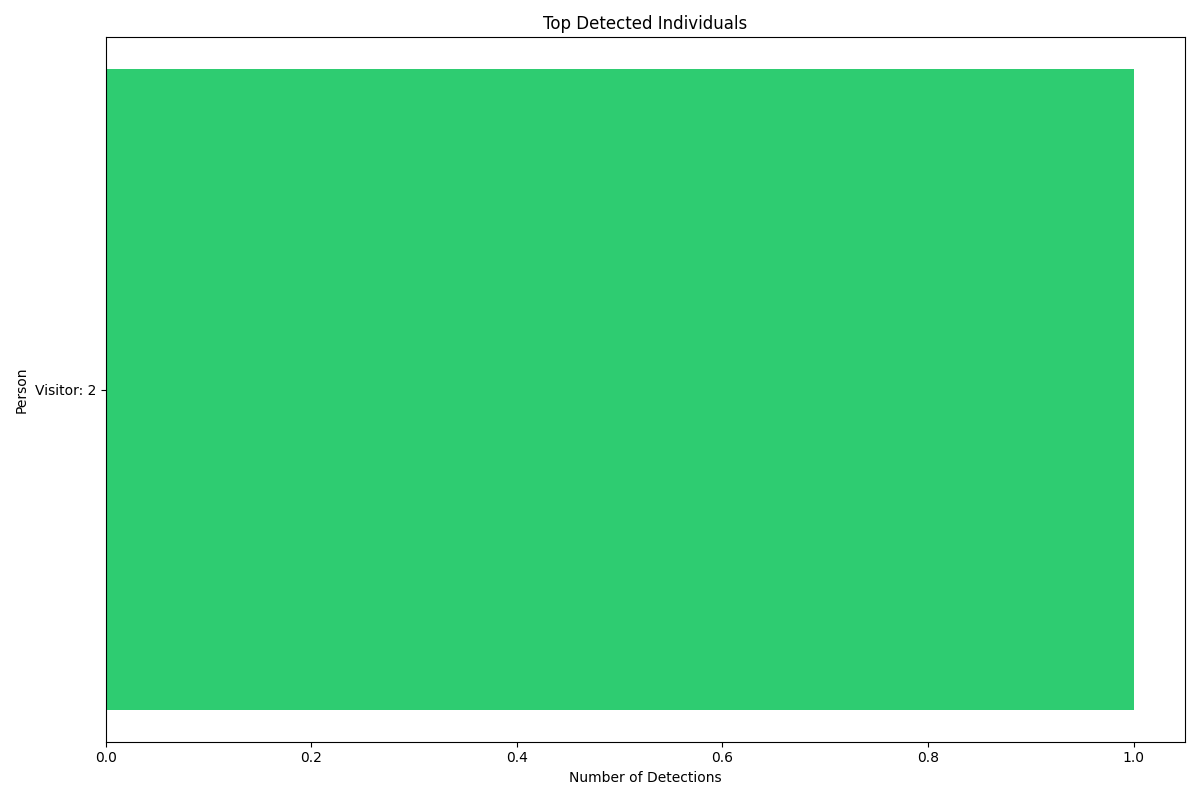 Top Detected Individuals
Person
Visitor: 2
0.0 0.2 0.4 0.6 0.8 1.0
Number of Detections